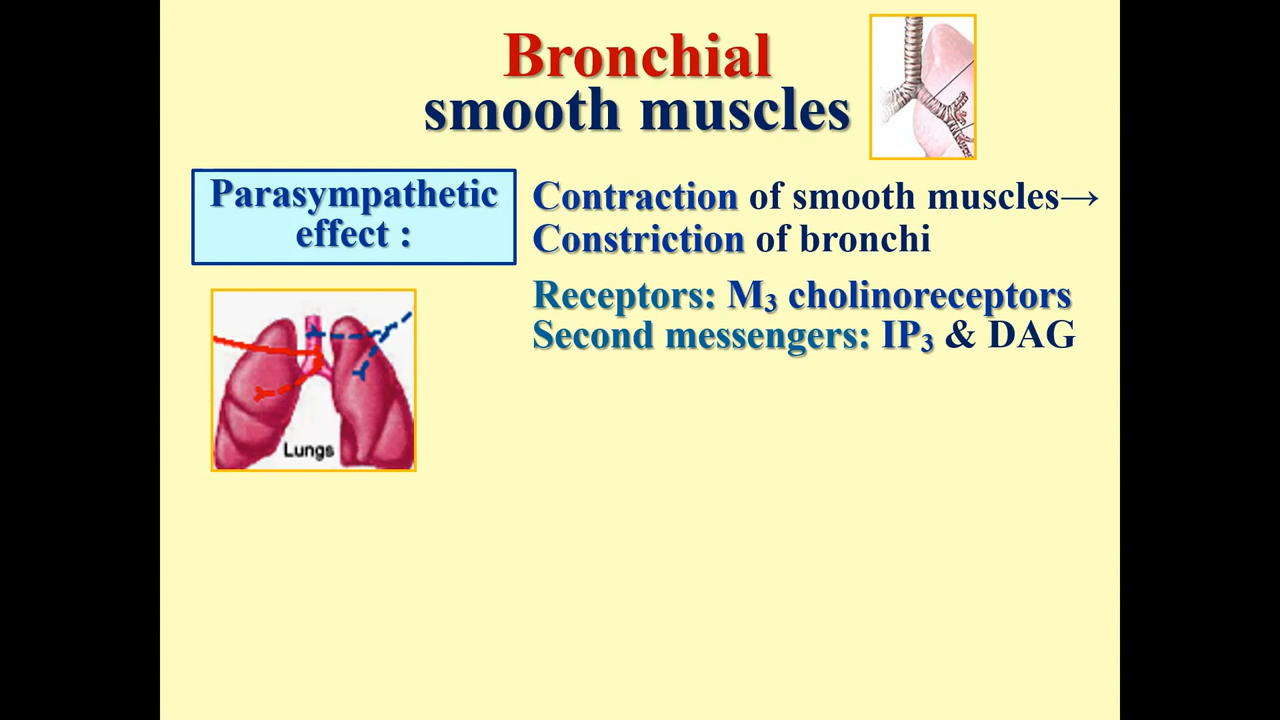 Bronchial
smooth muscles
Parasympathetic
effect :
Contraction of smooth muscles→
Constriction of bronchi
Receptors: M₃ cholinoreceptors
Second messengers: IP₃ & DAG
Lungs